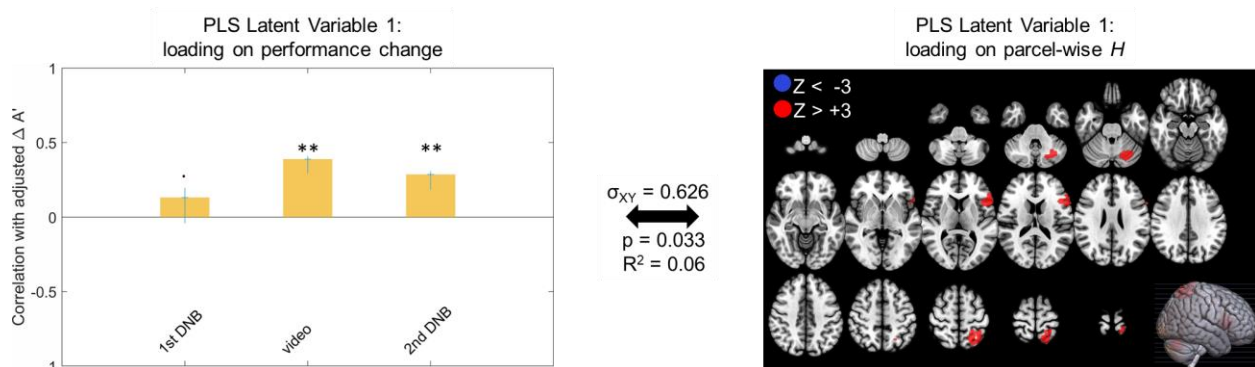 PLS Latent Variable 1:
loading on performance change
Correlation with adjusted Δ A'
1
0.5
0
-0.5
-1
.
**
**
1st DNB
video
2nd DNB
σXY = 0.626
p = 0.033
R² = 0.06
PLS Latent Variable 1:
loading on parcel-wise H
Z < -3
Z > +3